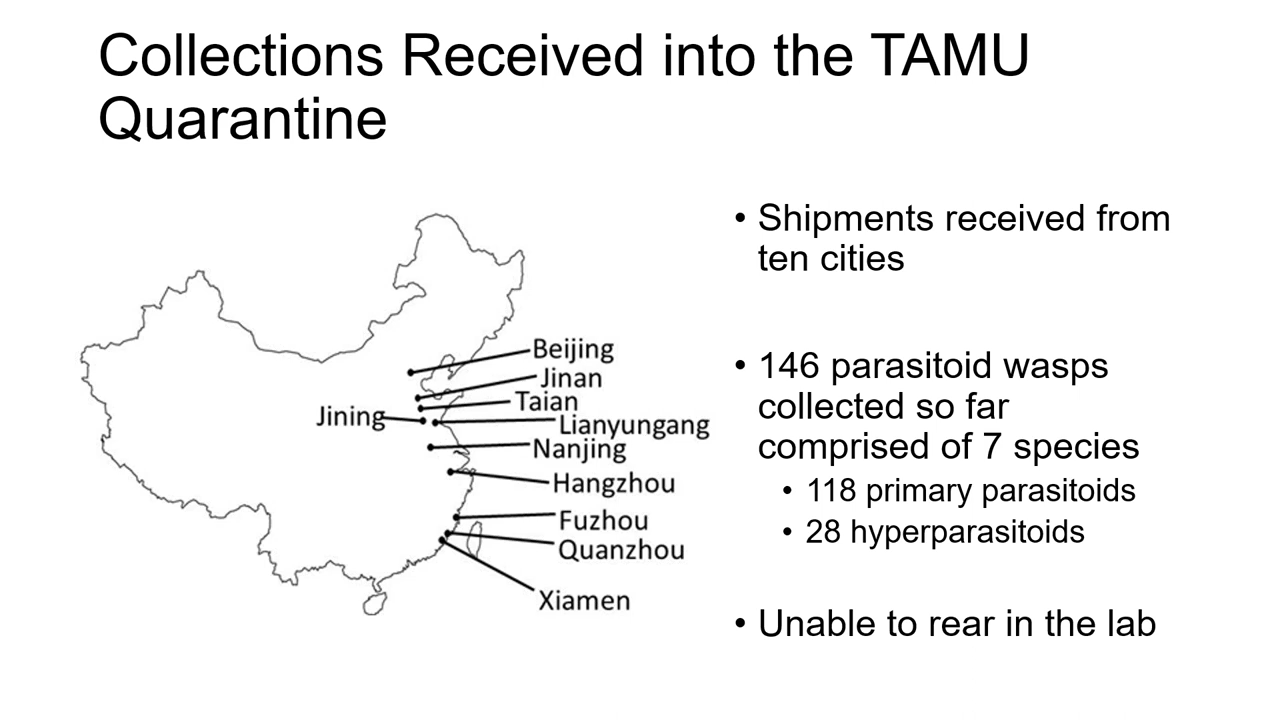 Collections Received into the TAMU
Quarantine
Beijing
Jinan
Taian
Jining
Lianyungang
Nanjing
Hangzhou
Fuzhou
Quanzhou
Xiamen
• Shipments received from
ten cities
• 146 parasitoid wasps
collected so far
comprised of 7 species
• 118 primary parasitoids
• 28 hyperparasitoids
• Unable to rear in the lab